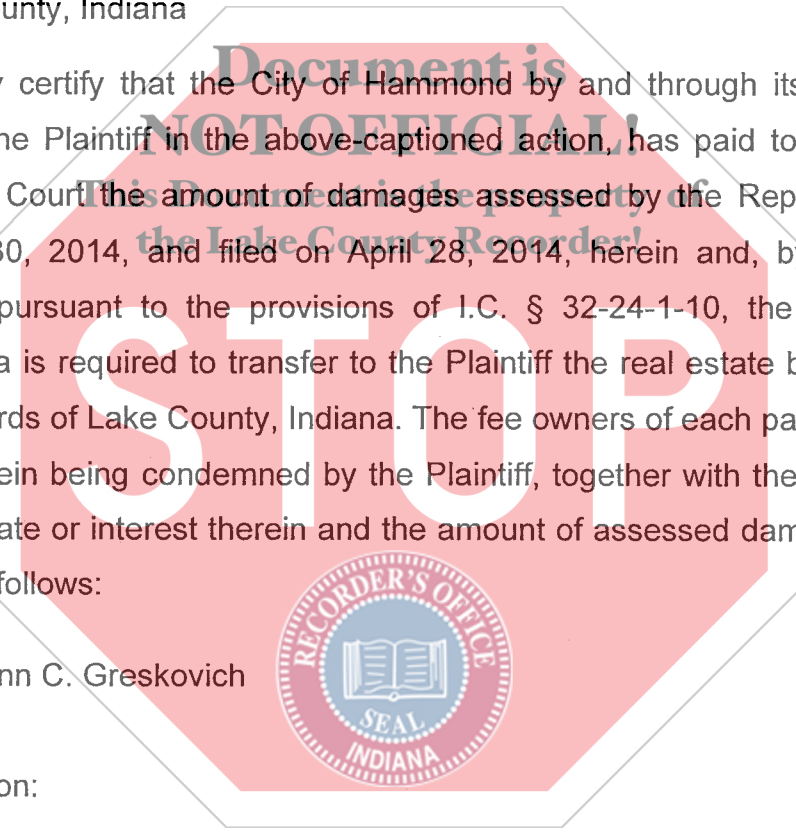 unty, Indiana
Document is
y certify that the City of Hammond by and through its
NOT OFFICIAL!
he Plaintiff in the above-captioned action, has paid to
This Document is the property of
Court the amount of damages assessed by the Rep
the Lake County Recorder!
30, 2014, and filed on April 28, 2014, herein and, b
pursuant to the provisions of I.C. § 32-24-1-10, the
a is required to transfer to the Plaintiff the real estate b
STOP
rds of Lake County, Indiana. The fee owners of each pa
ein being condemned by the Plaintiff, together with the
ate or interest therein and the amount of assessed dam
follows:
RECORDER'S OFFICE
nn C. Greskovich
SEAL
INDIANA
on: